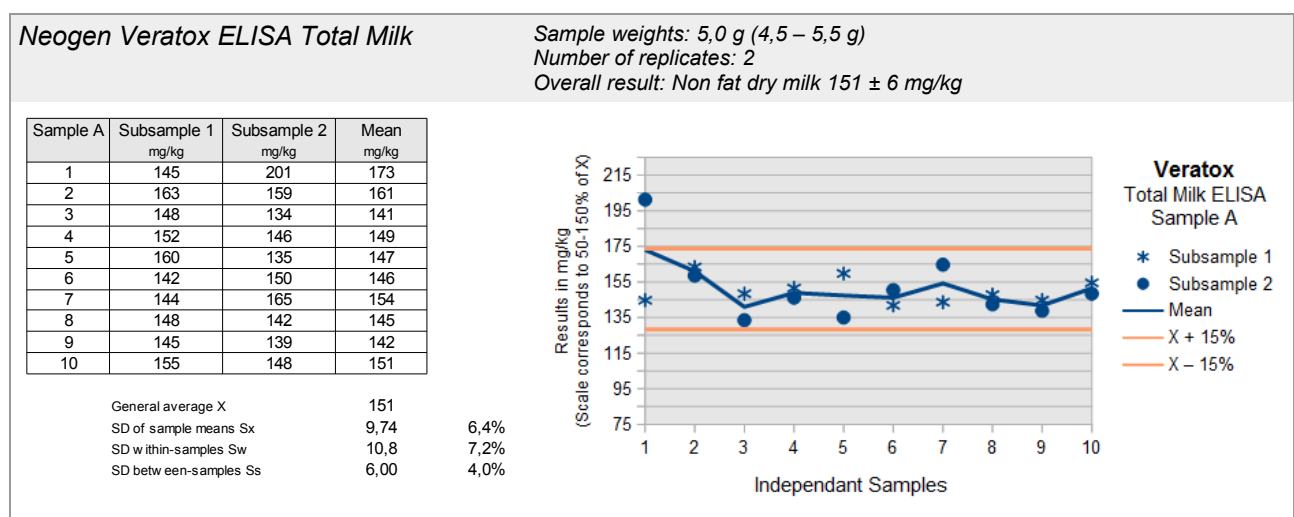 Neogen Veratox ELISA Total Milk
Sample weights: 5,0 g (4,5 – 5,5 g)
Number of replicates: 2
Overall result: Non fat dry milk 151 ± 6 mg/kg
Sample A Subsample 1 Subsample 2 Mean
mg/kg mg/kg mg/kg
1 145 201 173
2 163 159 161
3 148 134 141
4 152 146 149
5 160 135 147
6 142 150 146
7 144 165 154
8 148 142 145
9 145 139 142
10 155 148 151
General average X 151
SD of sample means Sx 9,74 6,4%
SD within-samples Sw 10,8 7,2%
SD between-samples Ss 6,00 4,0%
Results in mg/kg
(Scale corresponds to 50-150% of X)
215
195
175
155
135
115
95
75
1 2 3 4 5 6 7 8 9 10
Independant Samples
Veratox
Total Milk ELISA
Sample A
Subsample 1
Subsample 2
Mean
X + 15%
X – 15%